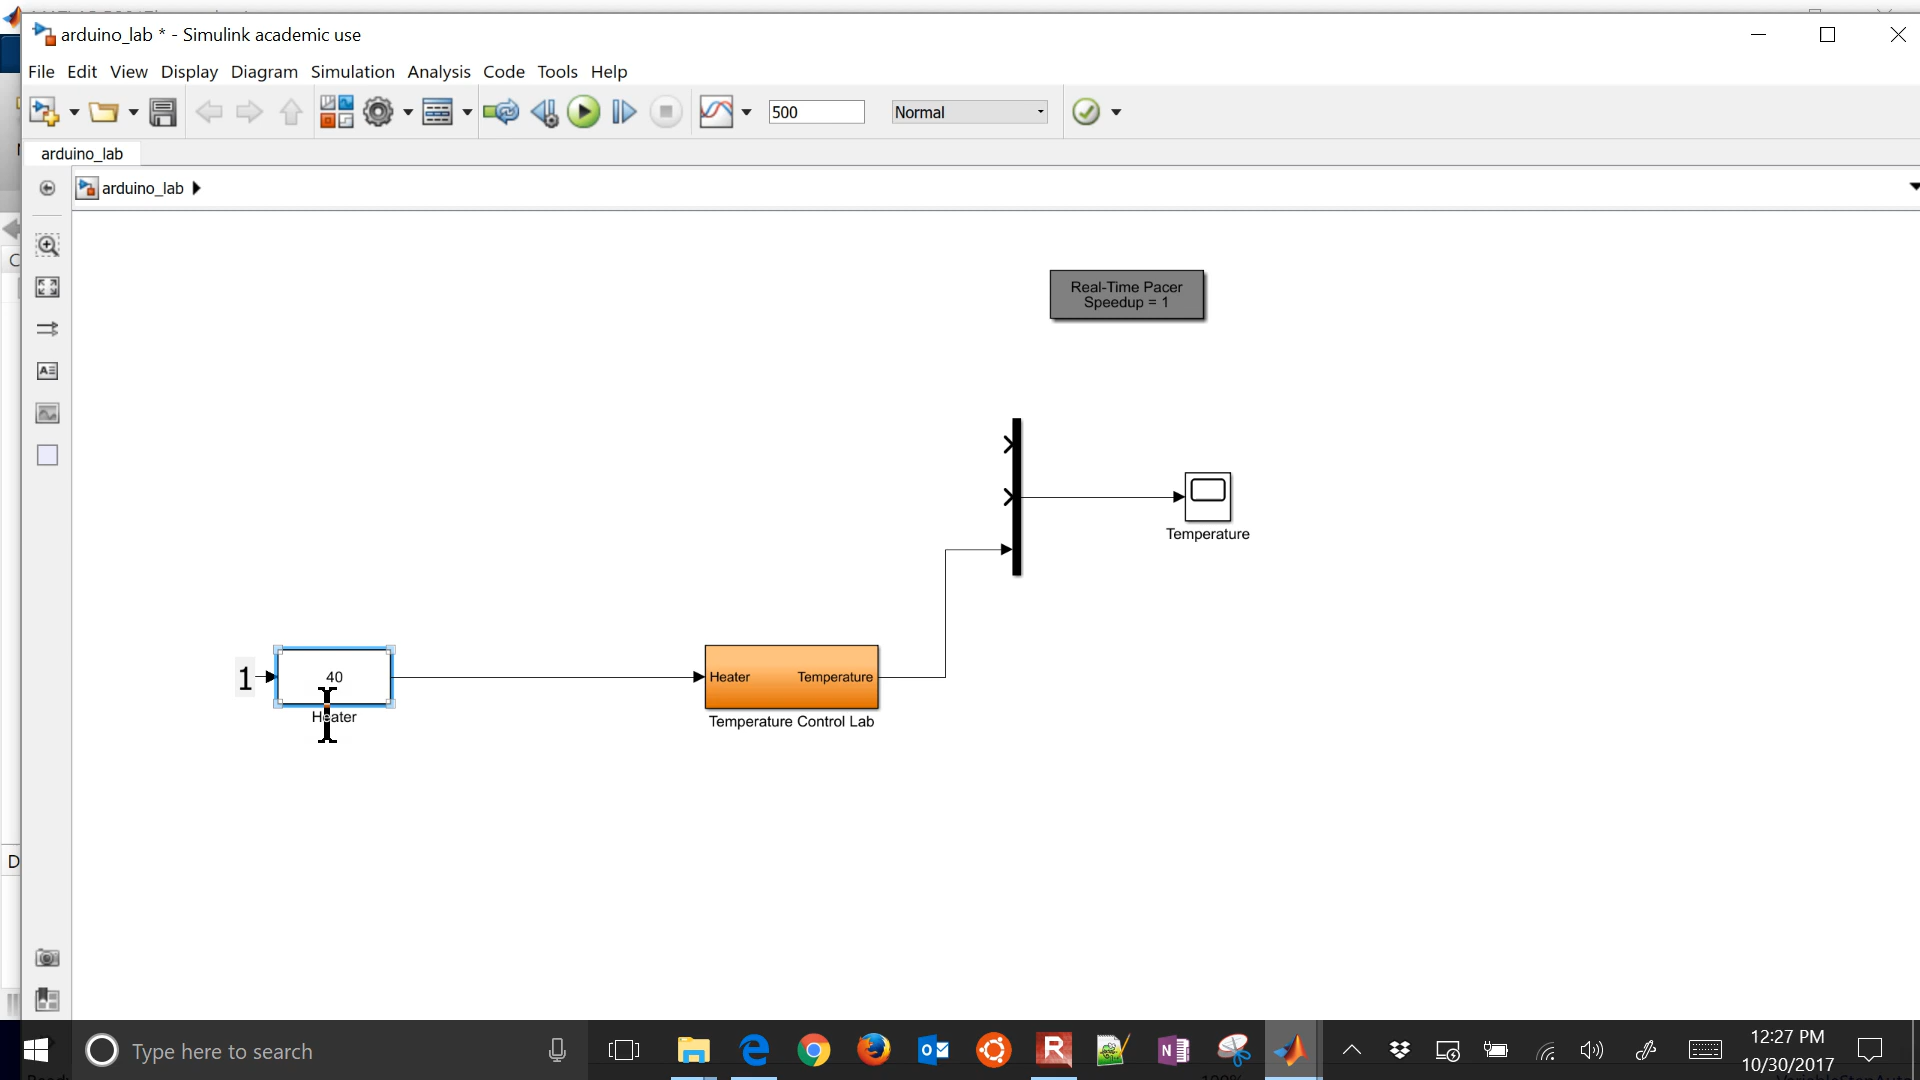 arduino_lab * - Simulink academic use
File Edit View Display Diagram Simulation Analysis Code Tools Help
500 Normal
arduino_lab
arduino_lab
C
Real-Time Pacer
Speedup = 1
Temperature
1 40
Heater
Heater Temperature
Temperature Control Lab
D
Type here to search
12:27 PM
10/30/2017